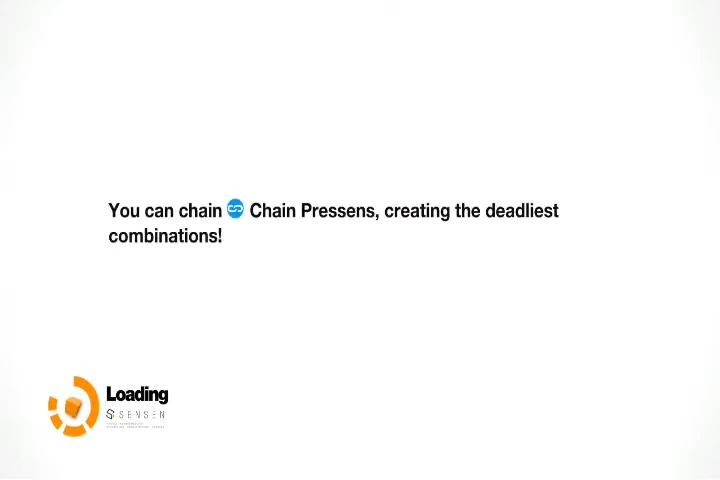 You can chain Chain Pressens, creating the deadliest
combinations!
Loading
SENSEN